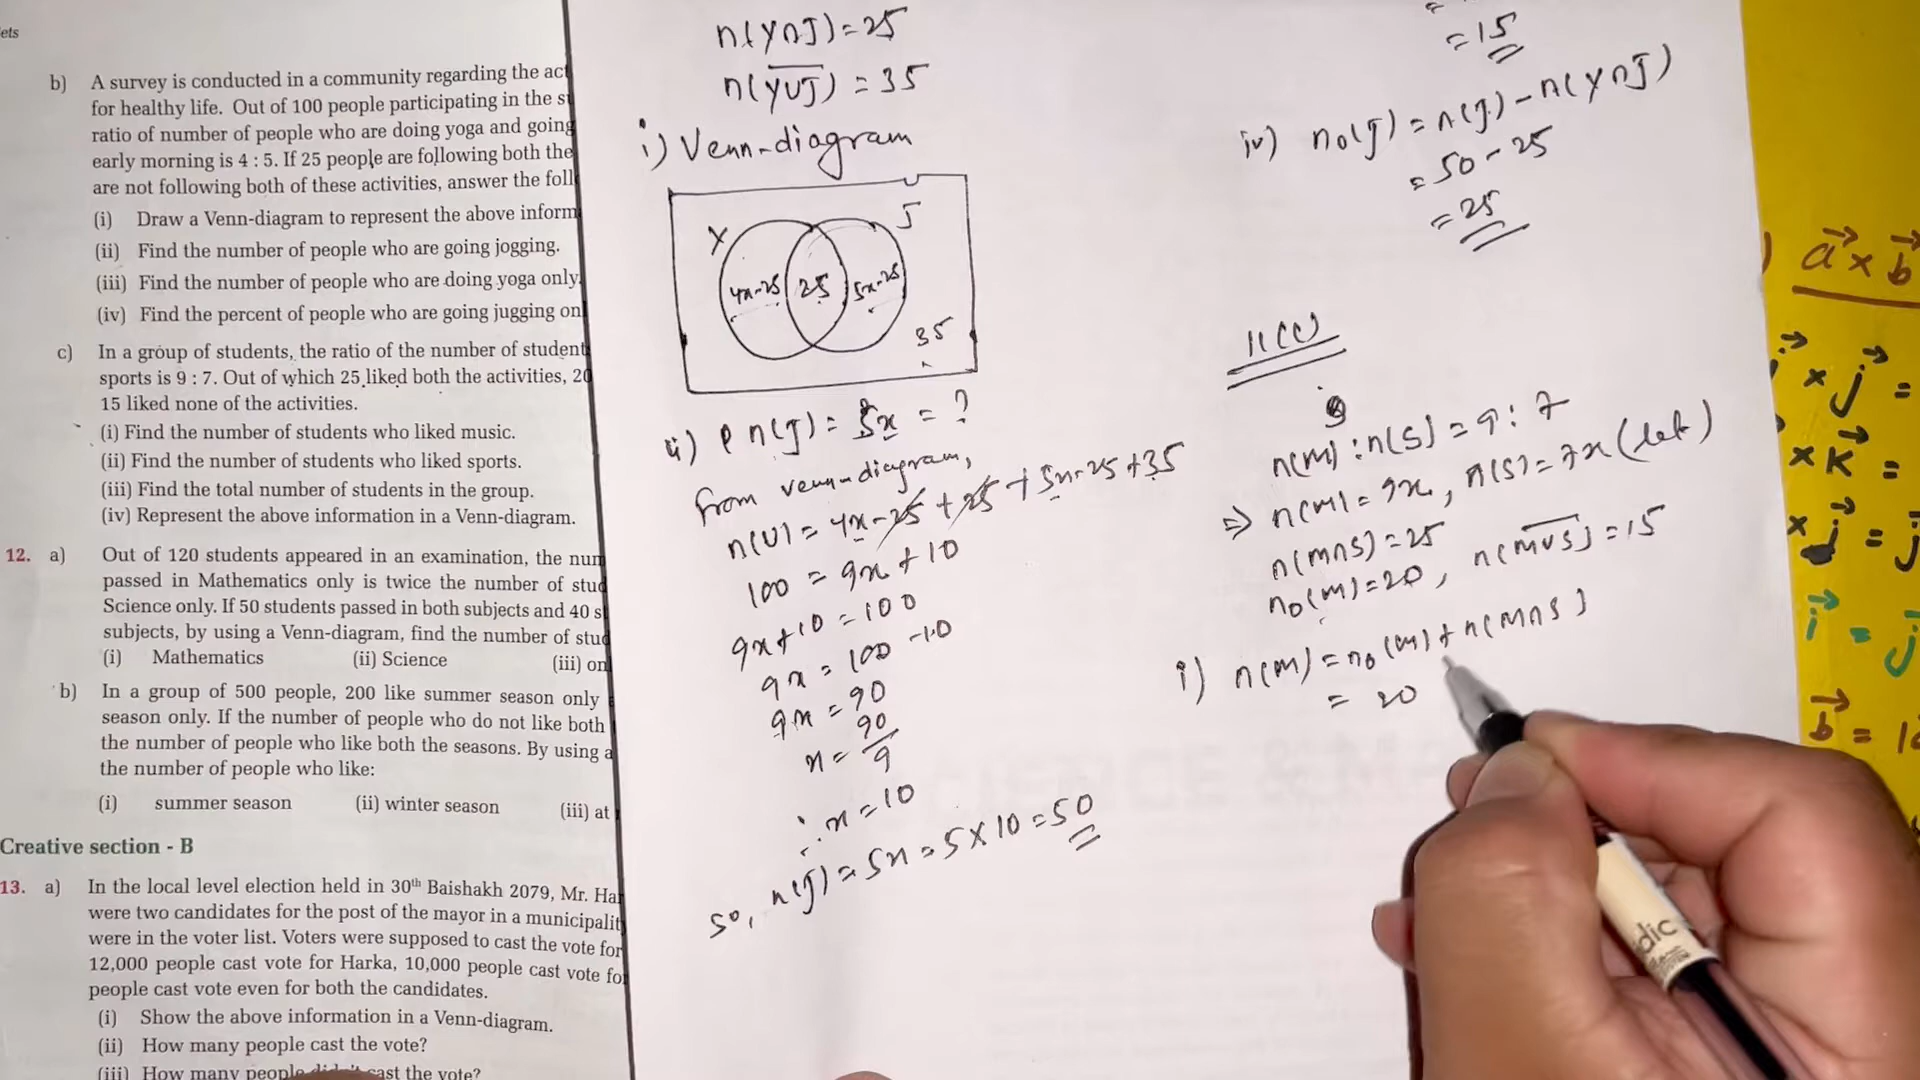 ets
b) A survey is conducted in a community regarding the act
for healthy life. Out of 100 people participating in the su
ratio of number of people who are doing yoga and going
early morning is 4 : 5. If 25 people are following both the
are not following both of these activities, answer the foll
(i) Draw a Venn-diagram to represent the above inform
(ii) Find the number of people who are going jogging.
(iii) Find the number of people who are doing yoga only.
(iv) Find the percent of people who are going jugging on
c) In a group of students, the ratio of the number of student
sports is 9 : 7. Out of which 25 liked both the activities, 20
15 liked none of the activities.
(i) Find the number of students who liked music.
(ii) Find the number of students who liked sports.
(iii) Find the total number of students in the group.
(iv) Represent the above information in a Venn-diagram.
12. a) Out of 120 students appeared in an examination, the num
passed in Mathematics only is twice the number of stud
Science only. If 50 students passed in both subjects and 40 s
subjects, by using a Venn-diagram, find the number of stud
(i) Mathematics (ii) Science (iii) on
b) In a group of 500 people, 200 like summer season only
season only. If the number of people who do not like both
the number of people who like both the seasons. By using a
the number of people who like:
(i) summer season (ii) winter season (iii) at
Creative section - B
13. a) In the local level election held in 30th Baishakh 2079, Mr. Har
were two candidates for the post of the mayor in a municipalit
were in the voter list. Voters were supposed to cast the vote for
12,000 people cast vote for Harka, 10,000 people cast vote fo
people cast vote even for both the candidates.
(i) Show the above information in a Venn-diagram.
(ii) How many people cast the vote?
(iii) How many people didn't cast the vote?
n(Y∩J) = 25
n(Y̅U̅J̅) = 35
i) Venn-diagram
Y J
4x-25 25 5x-25
35
ii) n(J) = 5x = ?
from venn-diagram,
n(U) = 4x-25+25+5x-25+35
100 = 9x+10
9x+10 = 100
9x = 100-10
9x = 90
x = 90/9
∴ x = 10
so, n(J) = 5x = 5×10 = 50
= 15
iv) n₀(J) = n(J) - n(Y∩J)
= 50-25
= 25
11(c)
n(M) : n(S) = 9 : 7
⇒ n(M) = 9x, n(S) = 7x (let)
n(M∩S) = 25
n₀(M) = 20, n(M̅U̅S̅) = 15
i) n(M) = n₀(M) + n(M∩S)
= 20
a⃗ × b⃗
× j⃗ =
× k⃗ =
× j⃗ = j
i⃗ = j⃗
b⃗ = 1
dic